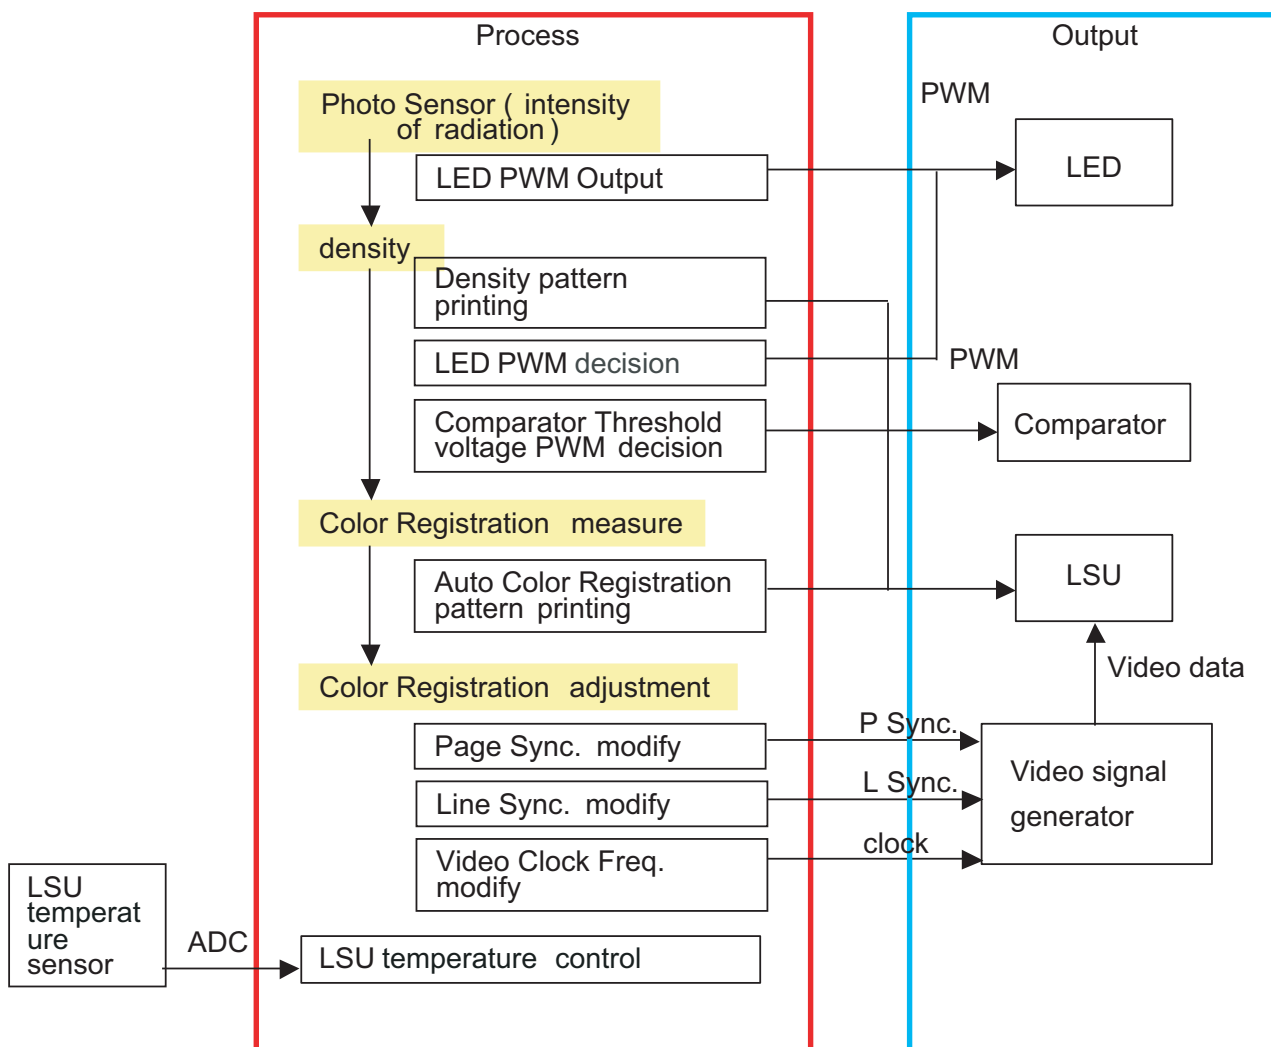 Process
Output
Photo Sensor ( intensity
of radiation )
PWM
LED PWM Output
LED
density
Density pattern
printing
LED PWM decision
PWM
Comparator Threshold
voltage PWM decision
Comparator
Color Registration measure
Auto Color Registration
pattern printing
LSU
Color Registration adjustment
Video data
Page Sync. modify
P Sync.
Line Sync. modify
L Sync.
Video signal
generator
Video Clock Freq.
modify
clock
LSU
temperat
ure
sensor
ADC
LSU temperature control